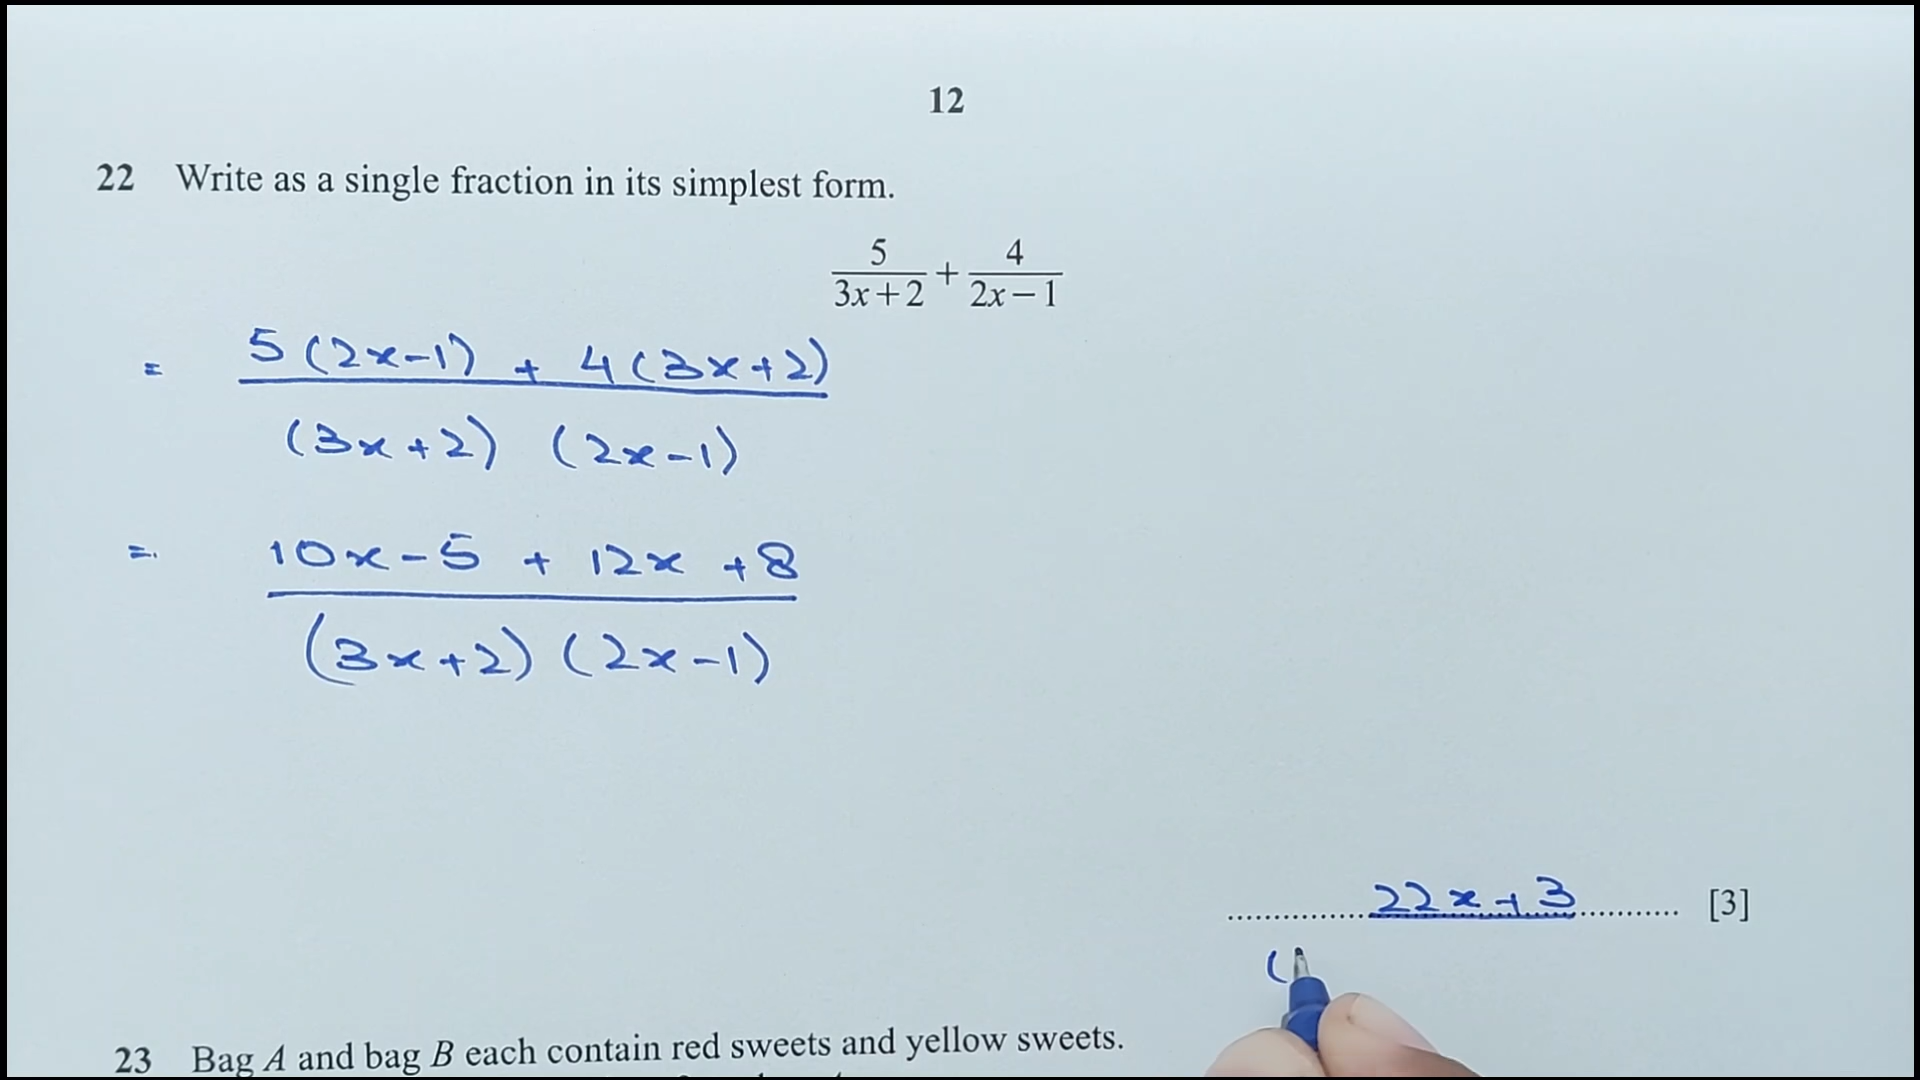 12
22 Write as a single fraction in its simplest form.
5/(3x+2) + 4/(2x−1)
= 5(2x-1) + 4(3x+2)
(3x+2) (2x-1)
= 10x-5 + 12x +8
(3x+2) (2x-1)
22x+3 [3]
(
23 Bag A and bag B each contain red sweets and yellow sweets.